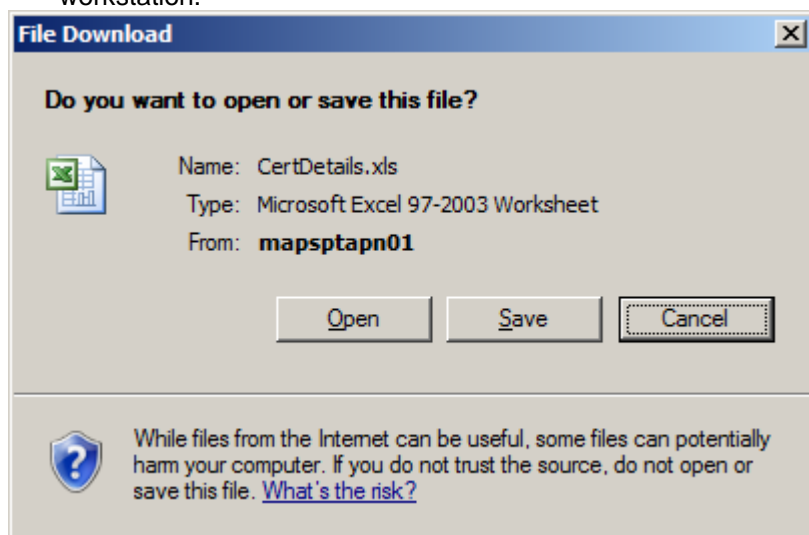 workstation.
File Download
Do you want to open or save this file?
Name: CertDetails.xls
Type: Microsoft Excel 97-2003 Worksheet
From: mapsptapn01
Open Save Cancel
While files from the Internet can be useful, some files can potentially
harm your computer. If you do not trust the source, do not open or
save this file. What's the risk?